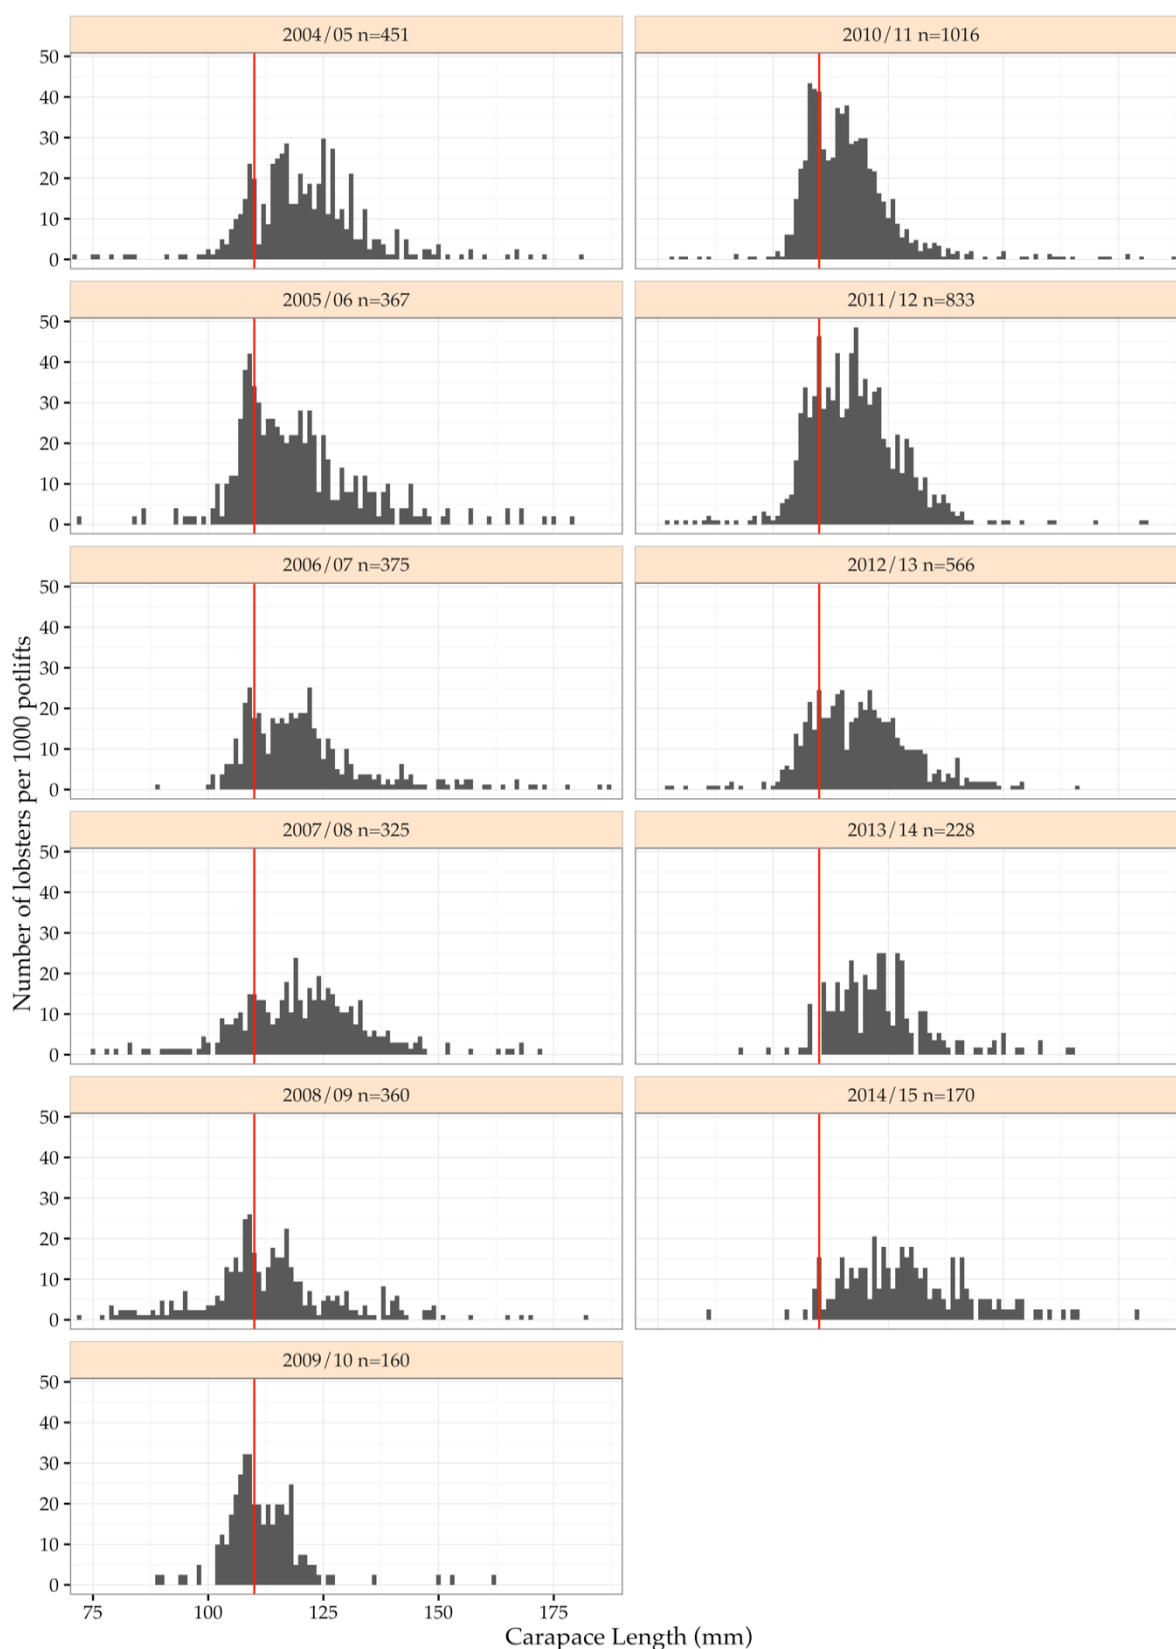 2004/05 n=451
2010/11 n=1016
50
40
30
20
10
0
2005/06 n=367
2011/12 n=833
50
40
30
20
10
0
2006/07 n=375
2012/13 n=566
50
40
30
20
10
0
Number of lobsters per 1000 potlifts
2007/08 n=325
2013/14 n=228
50
40
30
20
10
0
2008/09 n=360
2014/15 n=170
50
40
30
20
10
0
2009/10 n=160
50
40
30
20
10
0
75 100 125 150 175
Carapace Length (mm)